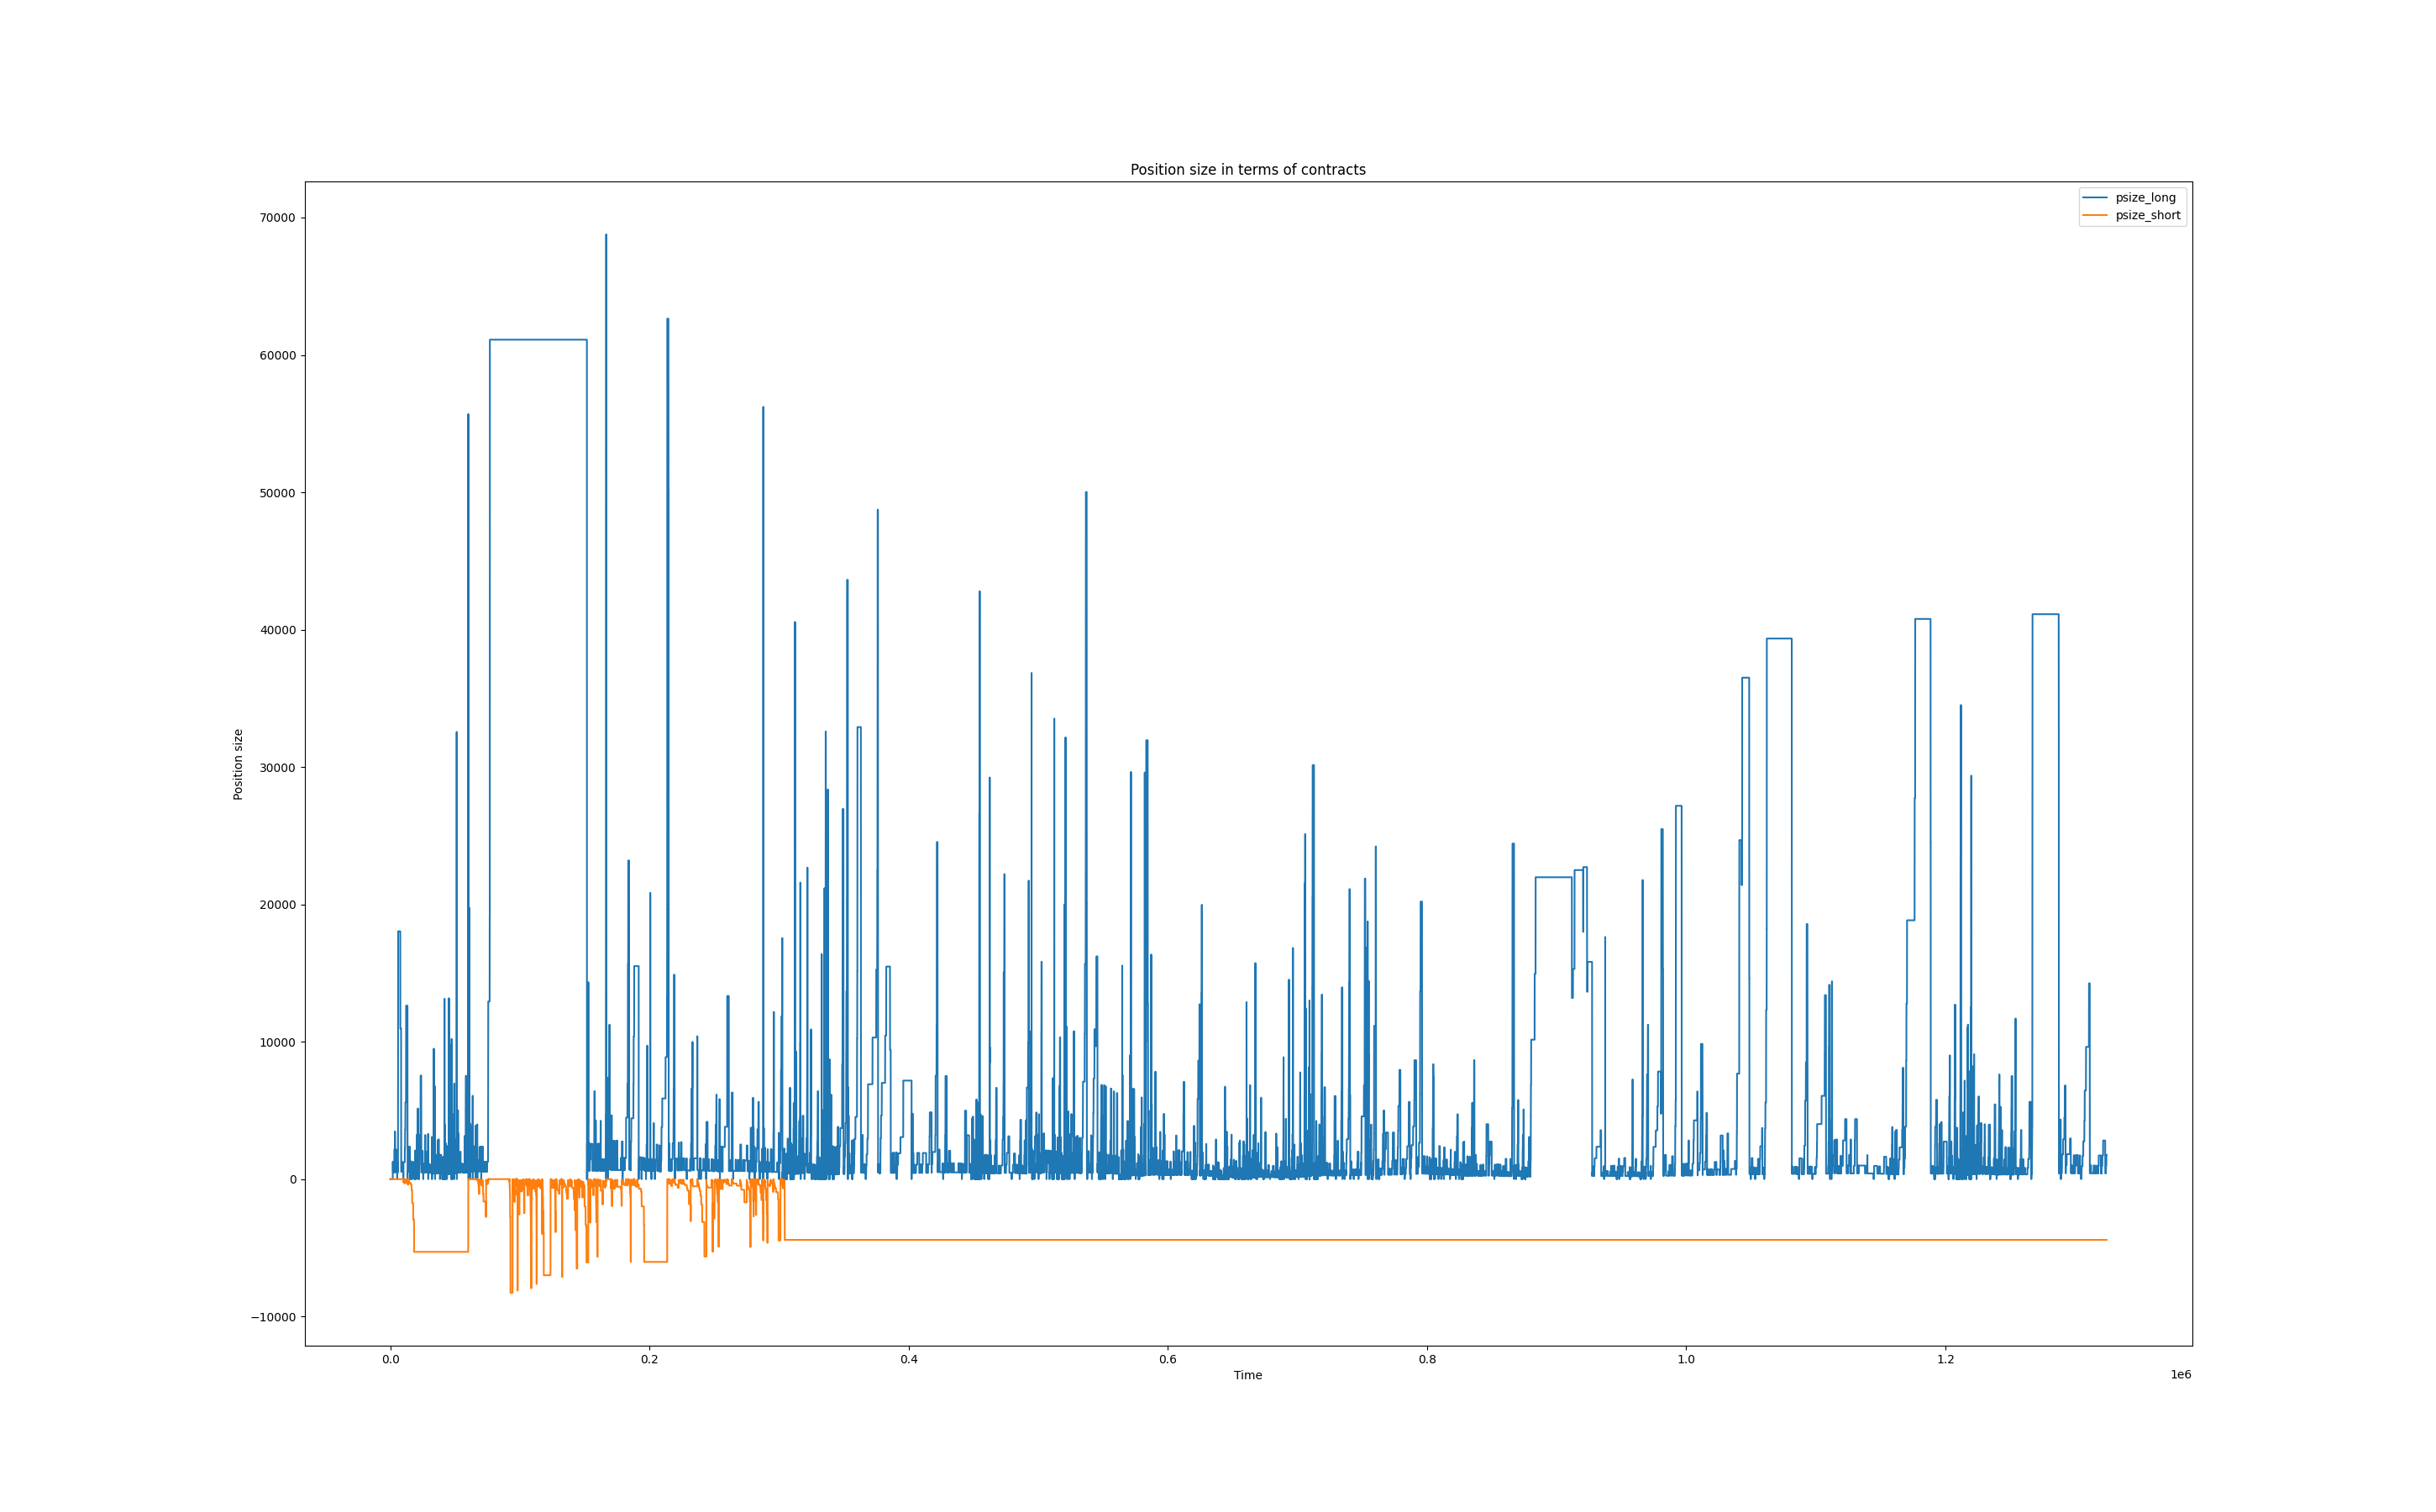 Position size in terms of contracts
psize_long
psize_short
70000
60000
50000
40000
30000
20000
10000
0
−10000
Position size
0.0 0.2 0.4 0.6 0.8 1.0 1.2
Time
1e6